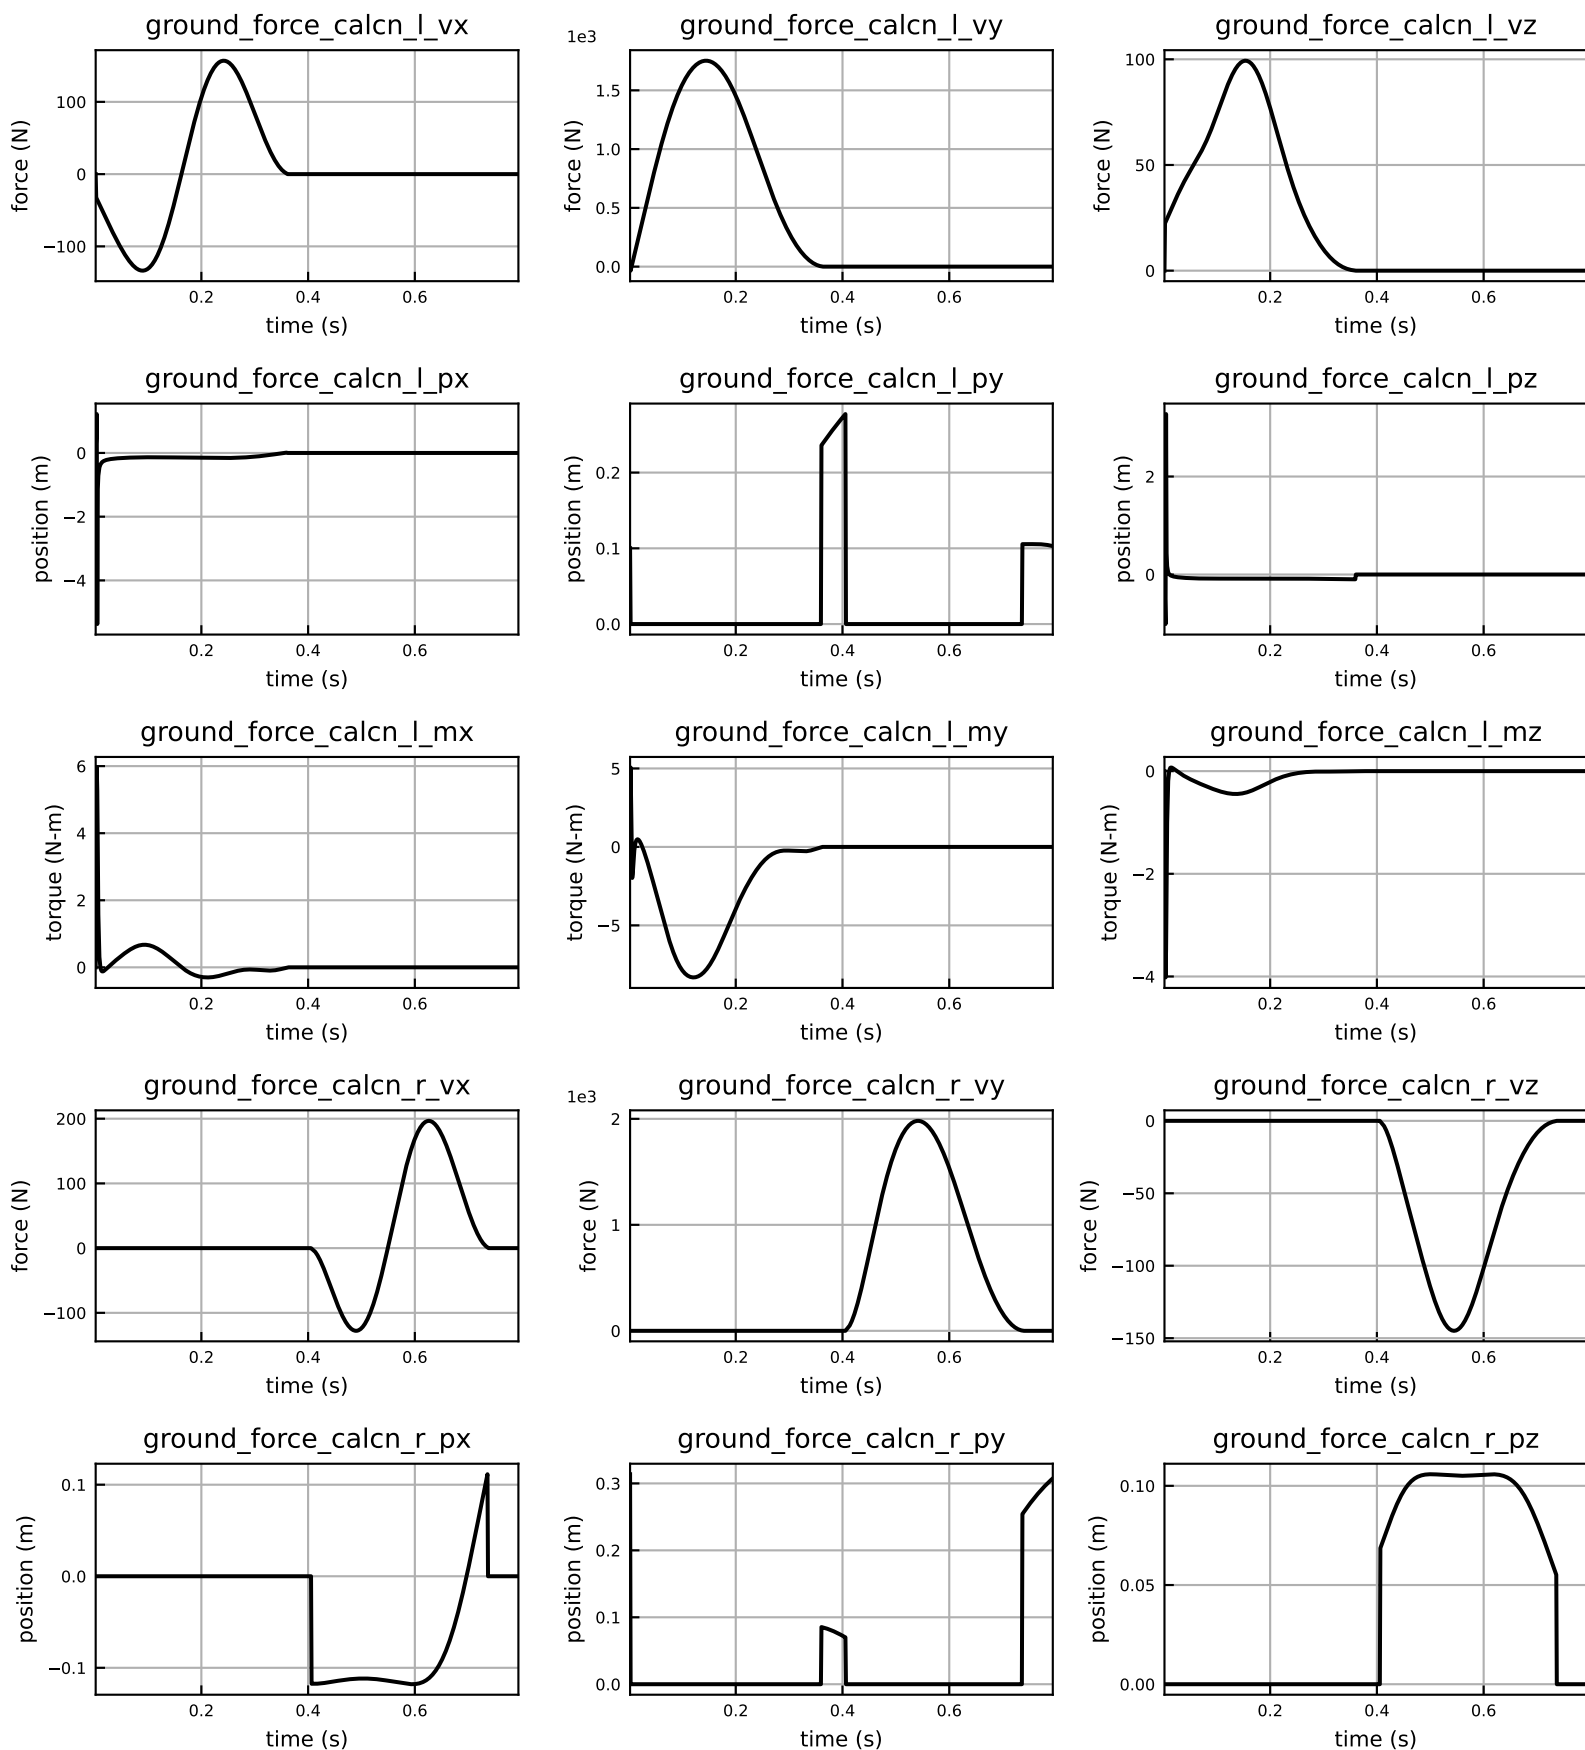 ground_force_calcn_l_vx
force (N)
100
0
−100
0.2 0.4 0.6
time (s)
ground_force_calcn_l_vy
1e3
force (N)
1.5
1.0
0.5
0.0
0.2 0.4 0.6
time (s)
ground_force_calcn_l_vz
force (N)
100
50
0
0.2 0.4 0.6
time (s)
ground_force_calcn_l_px
position (m)
0
−2
−4
0.2 0.4 0.6
time (s)
ground_force_calcn_l_py
position (m)
0.2
0.1
0.0
0.2 0.4 0.6
time (s)
ground_force_calcn_l_pz
position (m)
2
0
0.2 0.4 0.6
time (s)
ground_force_calcn_l_mx
torque (N-m)
6
4
2
0
0.2 0.4 0.6
time (s)
ground_force_calcn_l_my
torque (N-m)
5
0
−5
0.2 0.4 0.6
time (s)
ground_force_calcn_l_mz
torque (N-m)
0
−2
−4
0.2 0.4 0.6
time (s)
ground_force_calcn_r_vx
force (N)
200
100
0
−100
0.2 0.4 0.6
time (s)
ground_force_calcn_r_vy
1e3
force (N)
2
1
0
0.2 0.4 0.6
time (s)
ground_force_calcn_r_vz
force (N)
0
−50
−100
−150
0.2 0.4 0.6
time (s)
ground_force_calcn_r_px
position (m)
0.1
0.0
−0.1
0.2 0.4 0.6
time (s)
ground_force_calcn_r_py
position (m)
0.3
0.2
0.1
0.0
0.2 0.4 0.6
time (s)
ground_force_calcn_r_pz
position (m)
0.10
0.05
0.00
0.2 0.4 0.6
time (s)